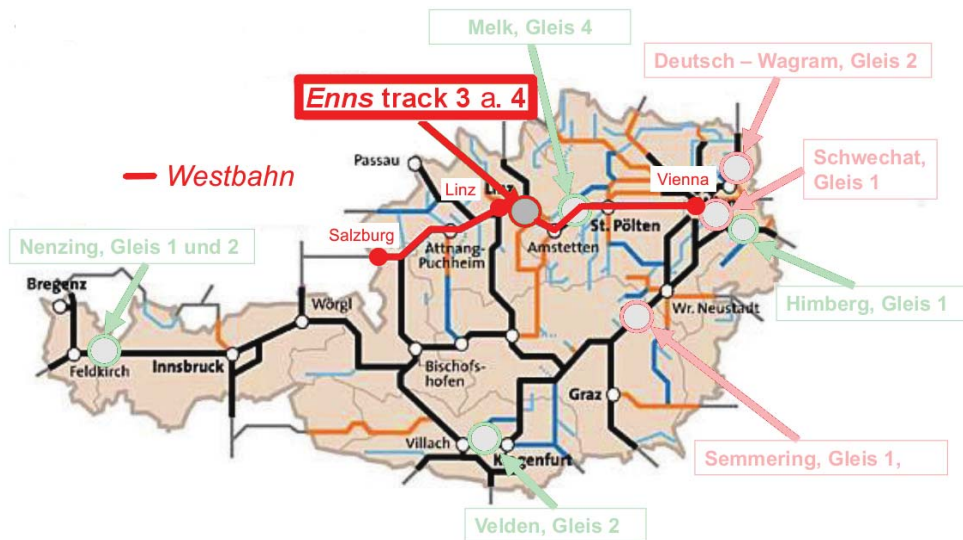 Melk, Gleis 4
Deutsch – Wagram, Gleis 2
Enns track 3 a. 4
Schwechat,
Gleis 1
Passau
Westbahn
Linz
Vienna
Salzburg
St. Pölten
Amstetten
Attnang-
Puchheim
Nenzing, Gleis 1 und 2
Bregenz
Wörgl
Wr. Neustadt
Himberg, Gleis 1
Feldkirch
Innsbruck
Bischofs-
hofen
Graz
Villach
Semmering, Gleis 1,
Velden, Gleis 2